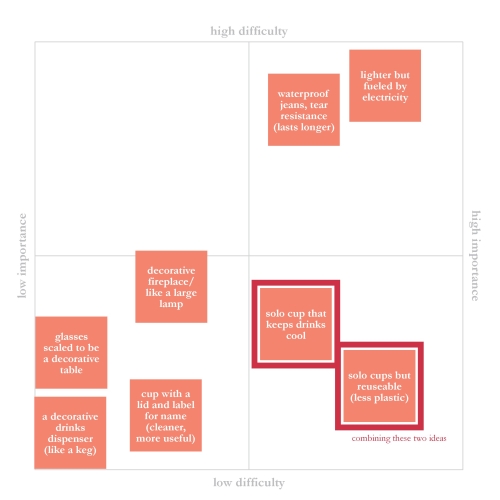 high difficulty
lighter but
fueled by
electricity
waterproof
jeans, tear
resistance
(lasts longer)
low importance
high importance
decorative
fireplace/
like a large
lamp
solo cup that
keeps drinks
cool
glasses
scaled to be
a decorative
table
solo cups but
reuseable
(less plastic)
cup with a
lid and label
for name
(cleaner,
more useful)
a decorative
drinks
dispenser
(like a keg)
combining these two ideas
low difficulty